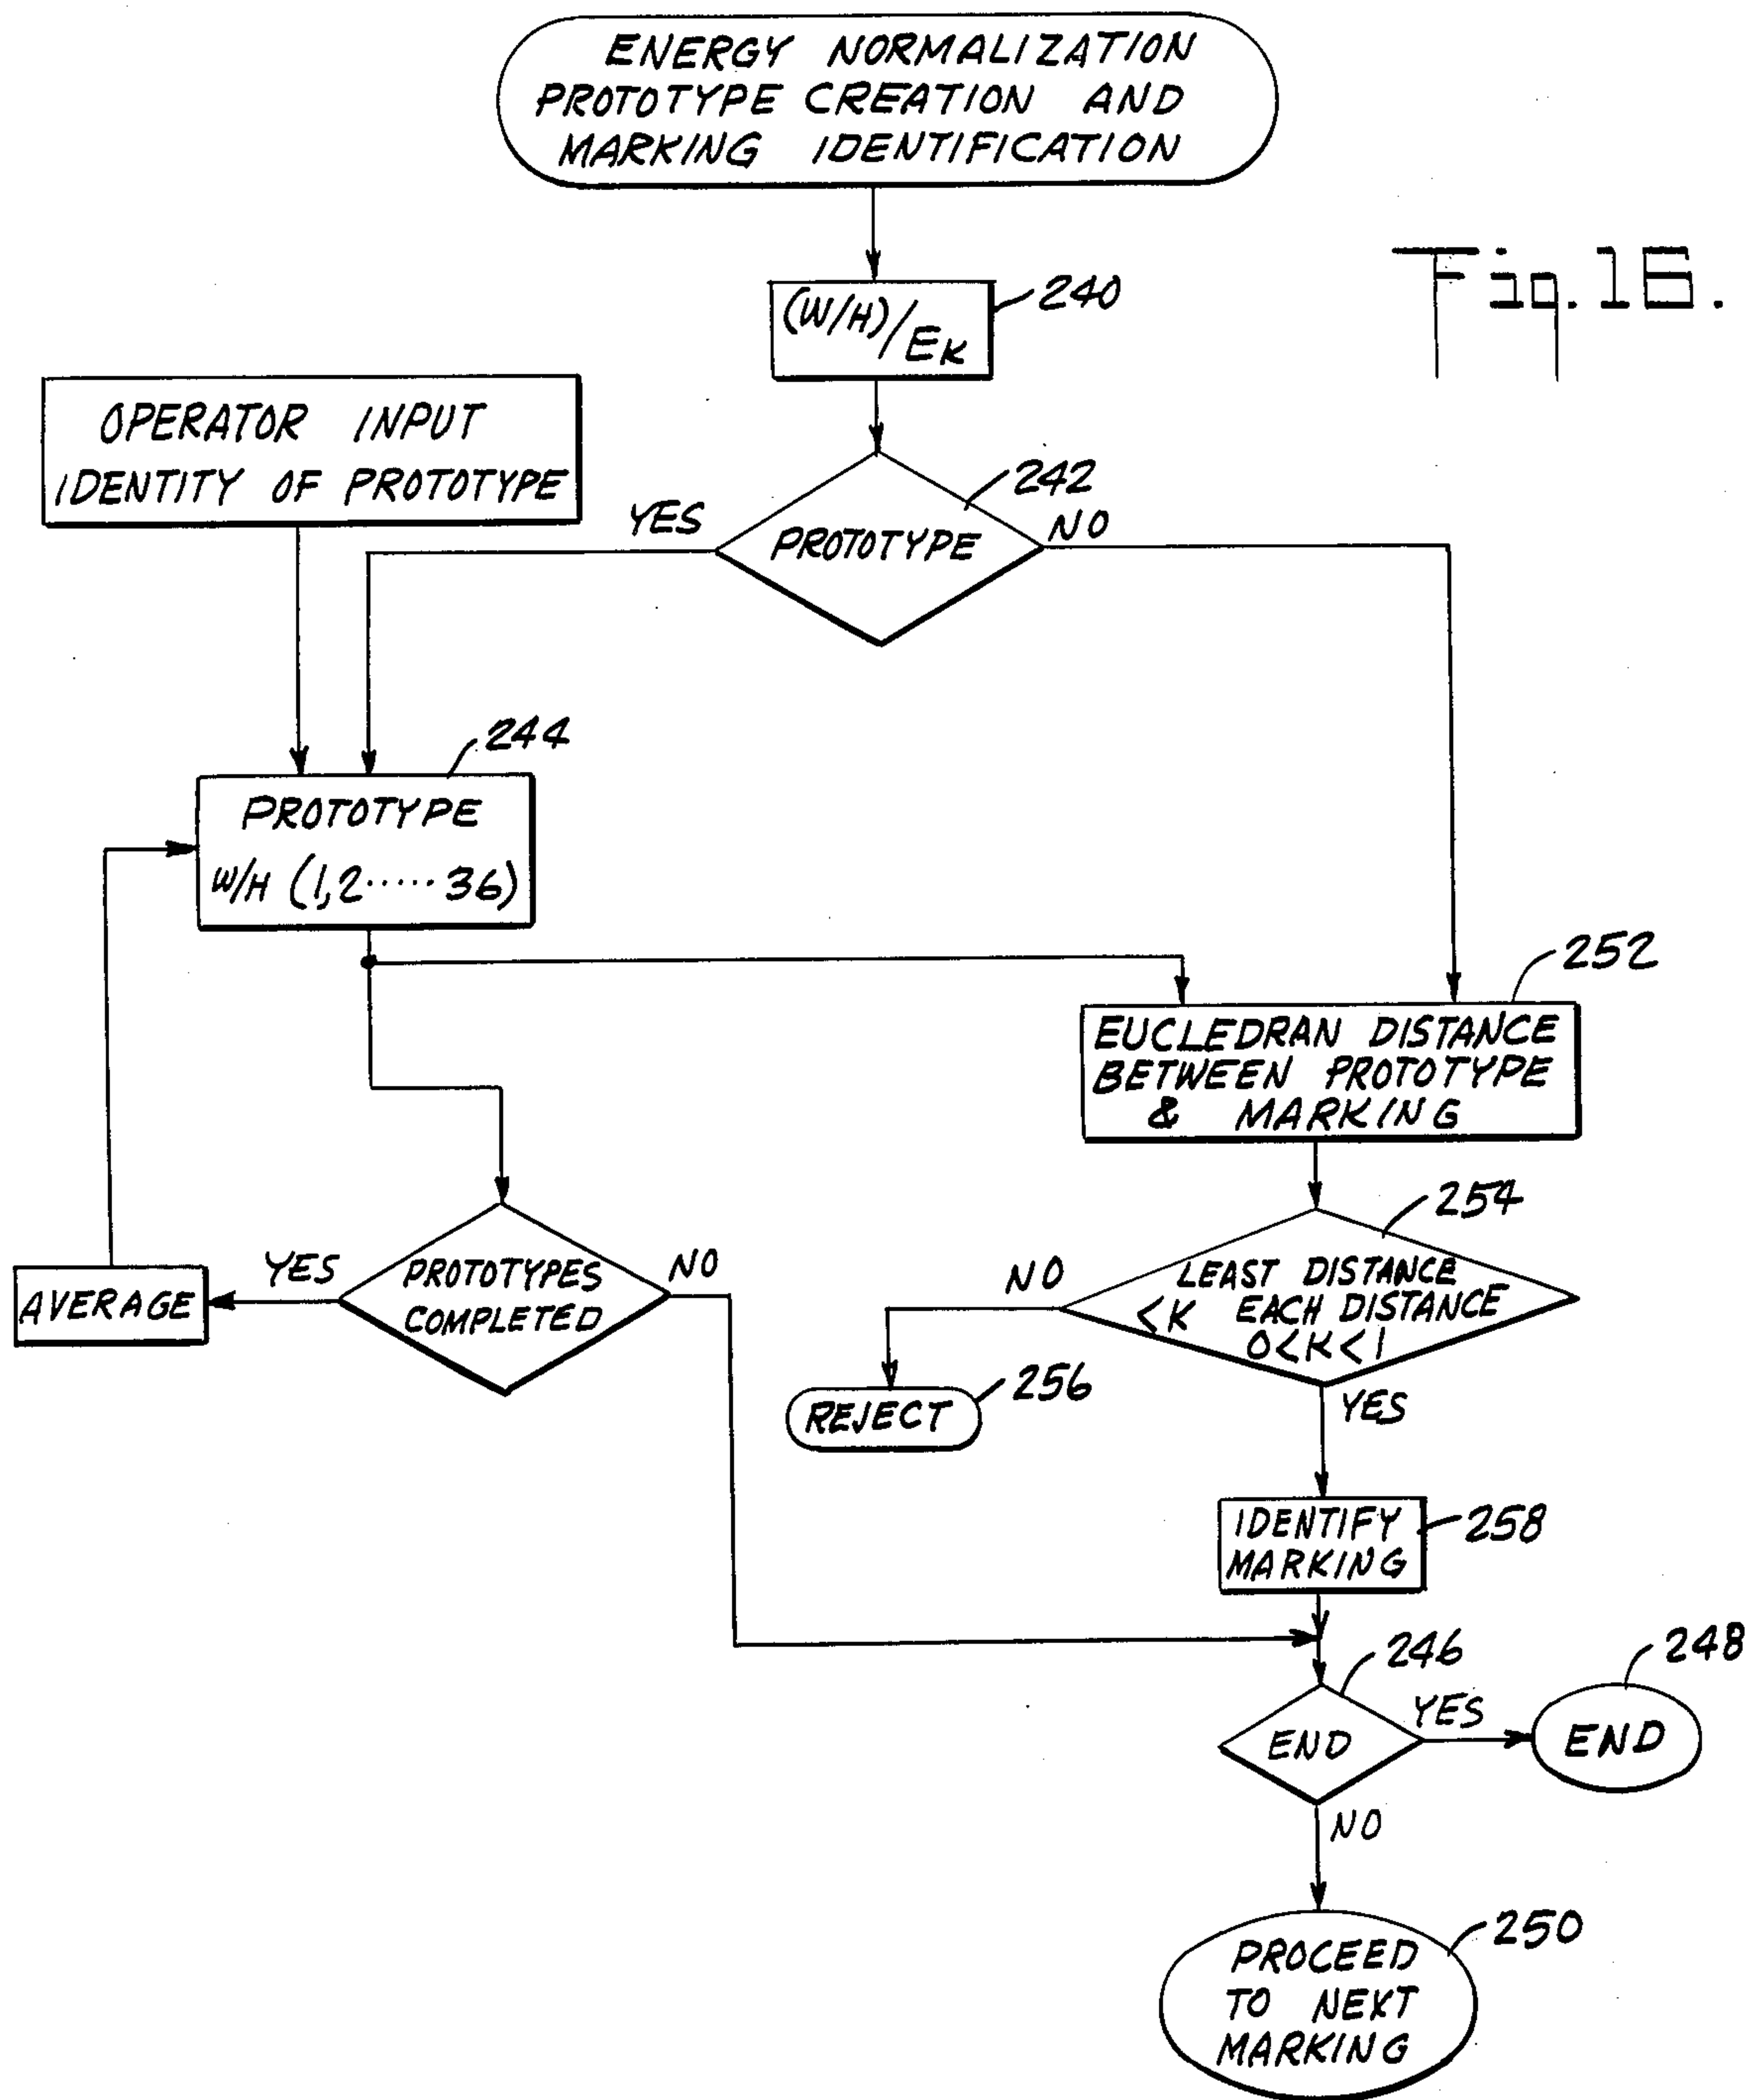 ENERGY NORMALIZATION
PROTOTYPE CREATION AND
MARKING IDENTIFICATION
Fig. 16.
(W/H)/EK
240
OPERATOR INPUT
IDENTITY OF PROTOTYPE
242
YES
PROTOTYPE
NO
244
PROTOTYPE
W/H (1,2·····36)
252
EUCLEDRAN DISTANCE
BETWEEN PROTOTYPE
& MARKING
254
LEAST DISTANCE
<K EACH DISTANCE
0<K<1
NO
YES
AVERAGE
YES
PROTOTYPES
COMPLETED
NO
REJECT
256
IDENTIFY
MARKING
258
246
END
YES
248
END
NO
250
PROCEED
TO NEXT
MARKING